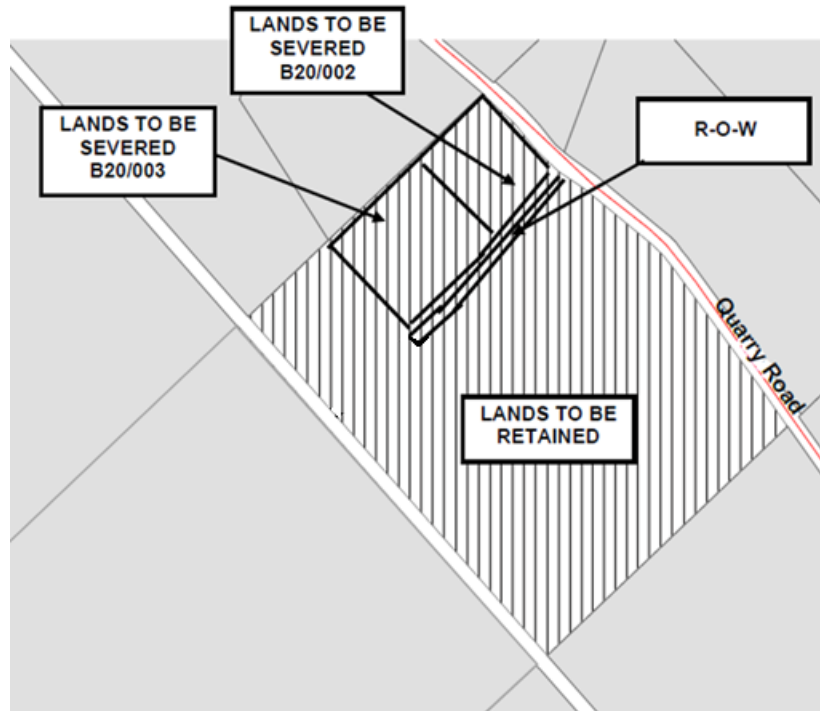 LANDS TO BE
SEVERED
B20/002
LANDS TO BE
SEVERED
B20/003
R-O-W
Quarry Road
LANDS TO BE
RETAINED